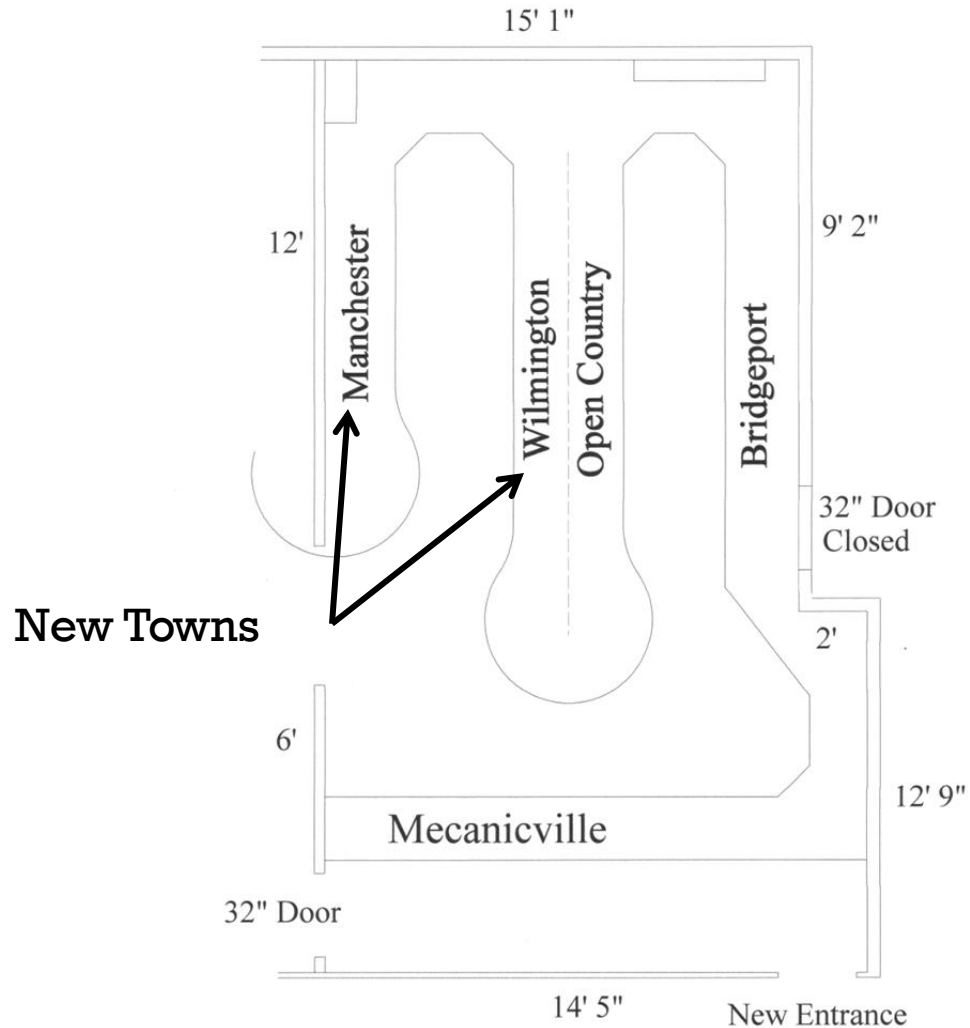 15' 1"
12'
Manchester
Wilmington
Open Country
Bridgeport
9' 2"
32" Door
Closed
New Towns
2'
6'
12' 9"
Mecanicville
32" Door
14' 5"
New Entrance